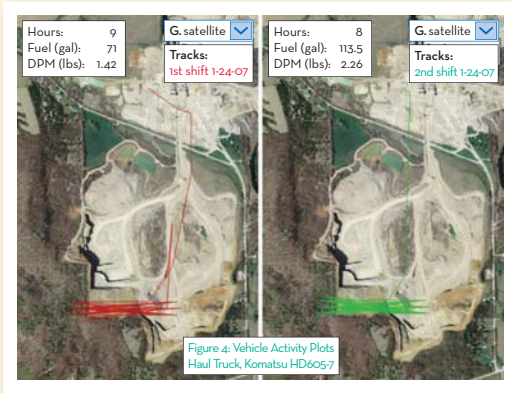 Hours: 9
Fuel (gal): 71
DPM (lbs): 1.42
G. satellite
Tracks:
1st shift 1-24-07
Hours: 8
Fuel (gal): 113.5
DPM (lbs): 2.26
G. satellite
Tracks:
2nd shift 1-24-07
Figure 4: Vehicle Activity Plots
Haul Truck, Komatsu HD605-7